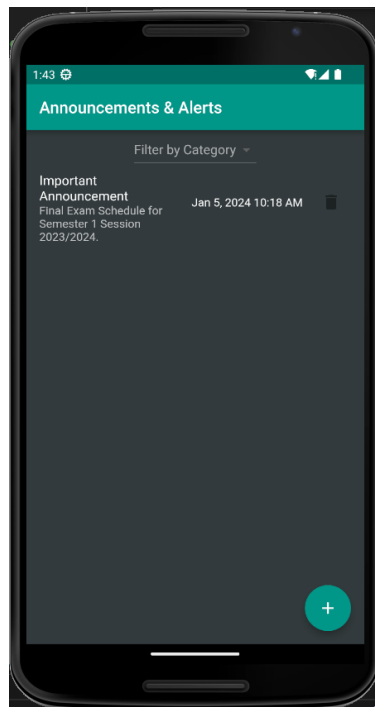 1:43
Announcements & Alerts
Filter by Category
Important
Announcement
Final Exam Schedule for
Semester 1 Session
2023/2024.
Jan 5, 2024 10:18 AM
+